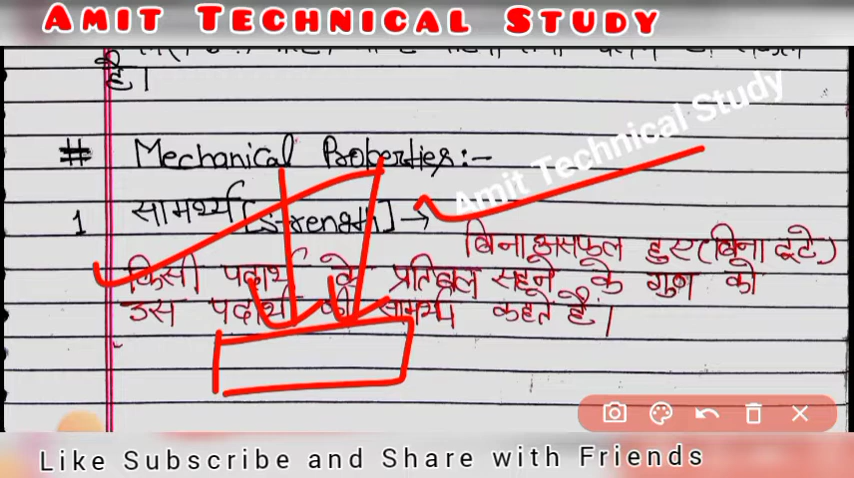 AMIT TECHNICAL STUDY
है।
# Mechanical Properties:-
1 सामर्थ्य [strength] →
बिना असफल हुए (बिना टूटे)
किसी पदार्थ के प्रतिबल सहने के गुण को
उस पदार्थ की सामर्थ्य कहते हैं।
Amit Technical Study
Like Subscribe and Share with Friends